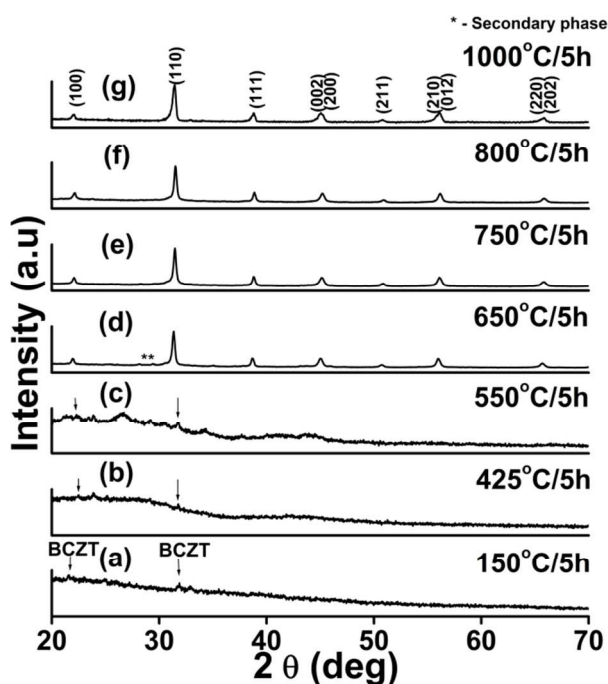 * - Secondary phase
1000°C/5h
(g)
(100)
(110)
(111)
(002)
(200)
(211)
(210)
(012)
(220)
(202)
(f)
800°C/5h
(e)
750°C/5h
(d)
650°C/5h
**
(c)
550°C/5h
(b)
425°C/5h
BCZT
(a)
BCZT
150°C/5h
20 30 40 50 60 70
2 θ (deg)
Intensity (a.u)